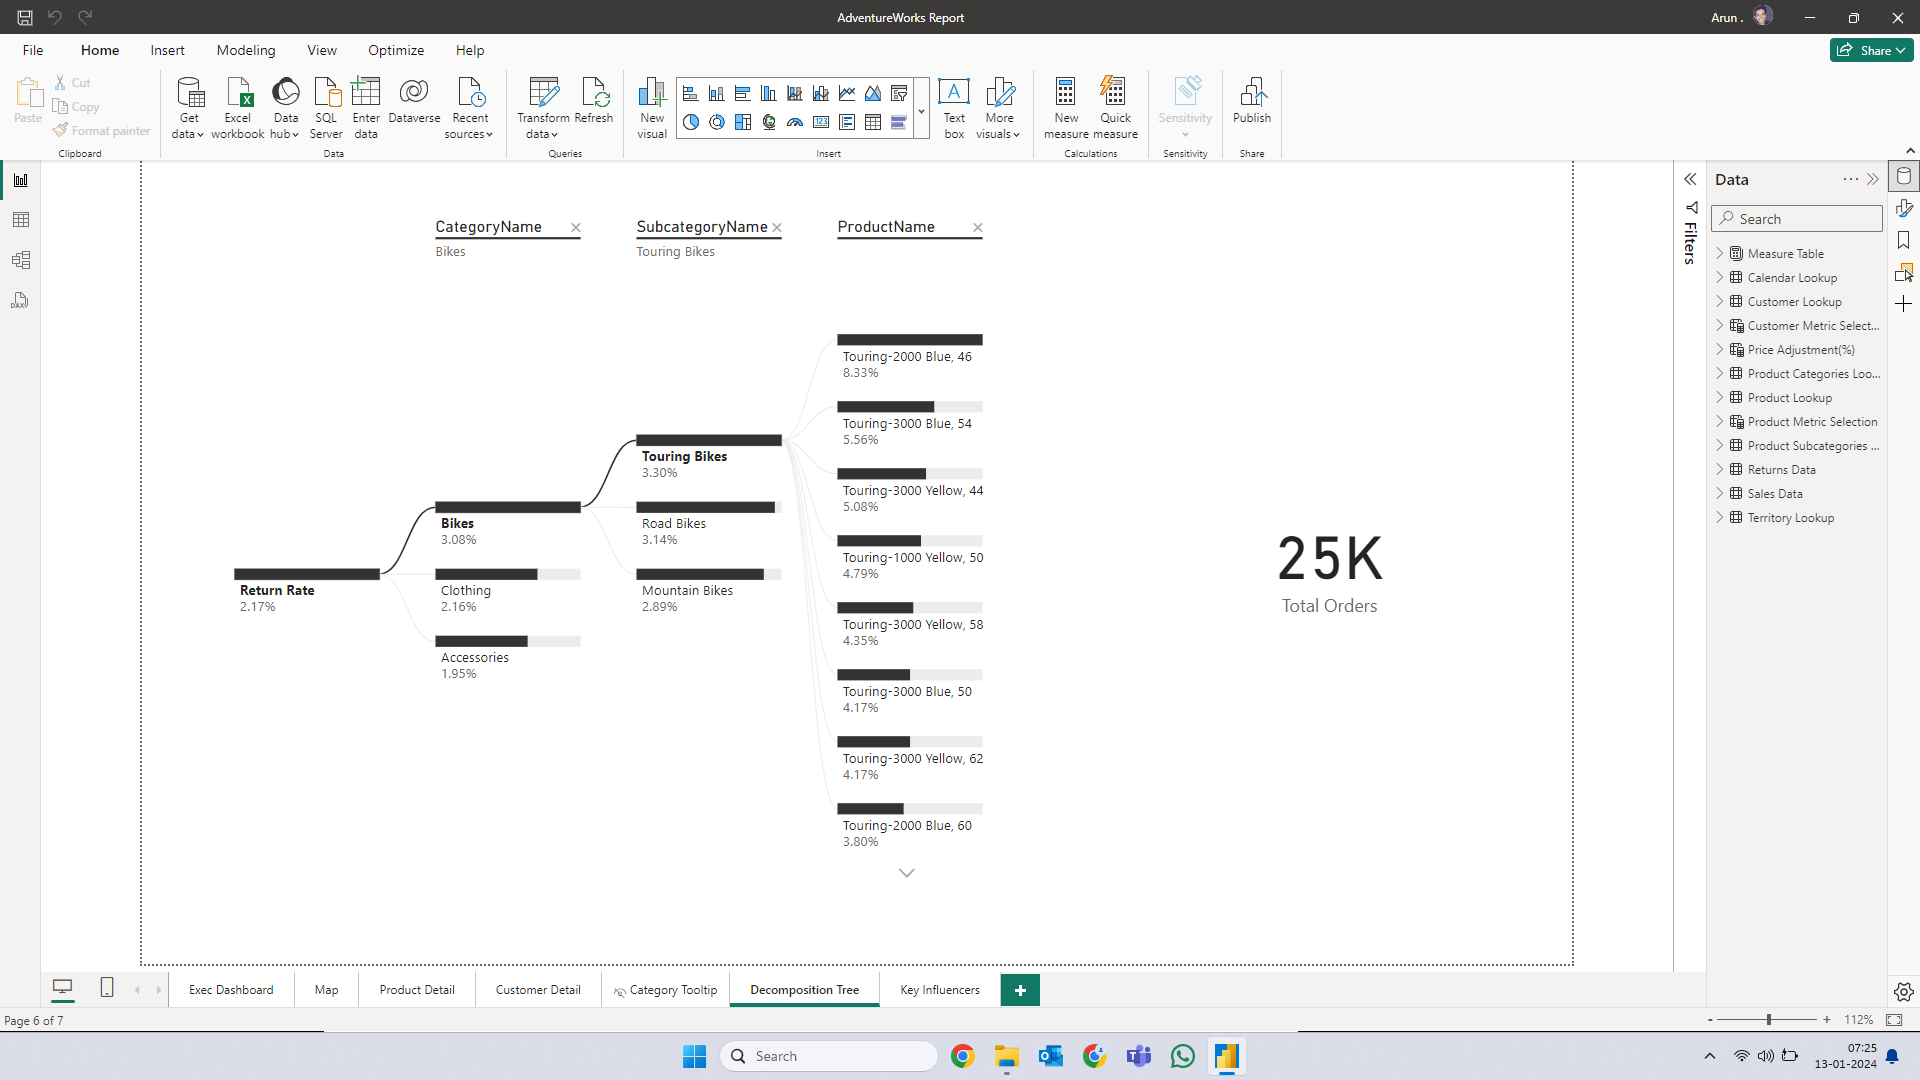 AdventureWorks Report
Arun .
File Home Insert Modeling View Optimize Help
Share
Paste
Cut
Copy
Format painter
Clipboard
Get data
Excel workbook
Data hub
SQL Server
Enter data
Dataverse
Recent sources
Data
Transform data
Refresh
Queries
New visual
Text box
More visuals
Insert
New measure
Quick measure
Calculations
Sensitivity
Sensitivity
Publish
Share
CategoryName
Bikes
SubcategoryName
Touring Bikes
ProductName
Return Rate
2.17%
Bikes
3.08%
Clothing
2.16%
Accessories
1.95%
Touring Bikes
3.30%
Road Bikes
3.14%
Mountain Bikes
2.89%
Touring-2000 Blue, 46
8.33%
Touring-3000 Blue, 54
5.56%
Touring-3000 Yellow, 44
5.08%
Touring-1000 Yellow, 50
4.79%
Touring-3000 Yellow, 58
4.35%
Touring-3000 Blue, 50
4.17%
Touring-3000 Yellow, 62
4.17%
Touring-2000 Blue, 60
3.80%
25K
Total Orders
Filters
Data
Search
Measure Table
Calendar Lookup
Customer Lookup
Customer Metric Select...
Price Adjustment(%)
Product Categories Loo...
Product Lookup
Product Metric Selection
Product Subcategories ...
Returns Data
Sales Data
Territory Lookup
Exec Dashboard Map Product Detail Customer Detail Category Tooltip Decomposition Tree Key Influencers
Page 6 of 7
- + 112%
Search
07:25
13-01-2024